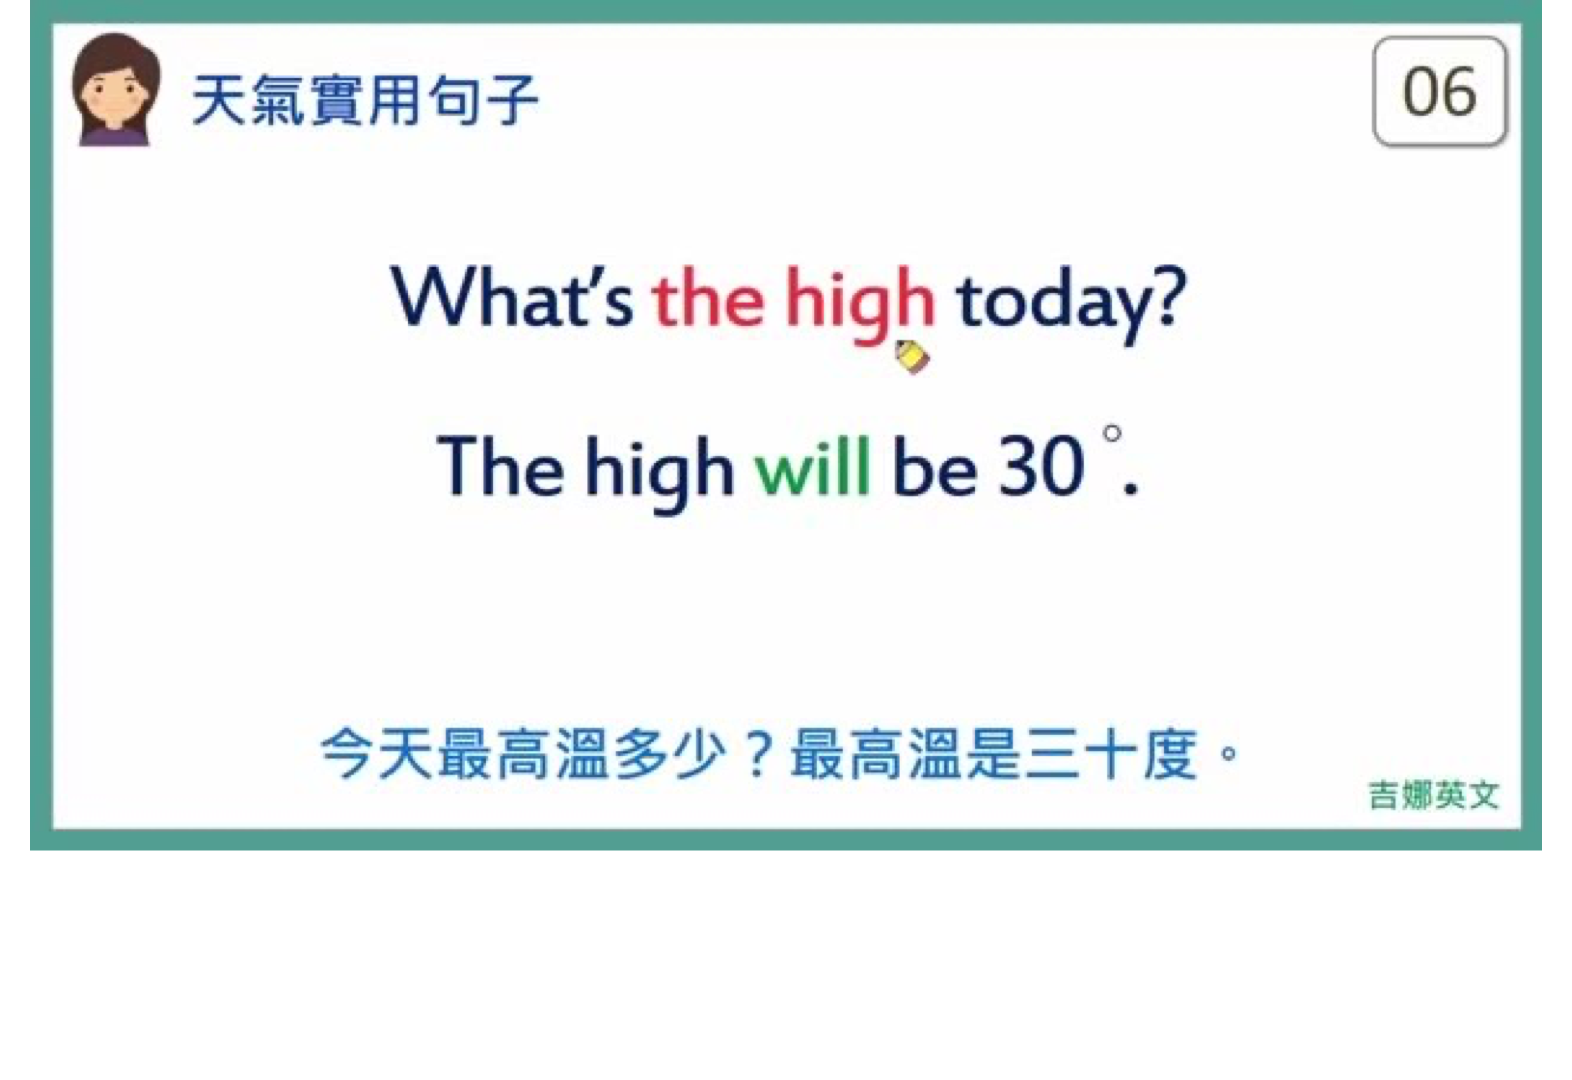 天氣實用句子
06
What's the high today?
The high will be 30°.
今天最高溫多少？最高溫是三十度。
吉娜英文